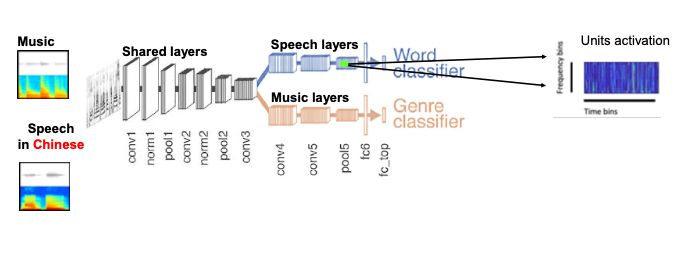 Music
Shared layers
Speech layers
Word
classifier
Units activation
Frequency bins
Time bins
Music layers
Genre
classifier
Speech
in Chinese
conv1
norm1
pool1
conv2
norm2
pool2
conv3
conv4
conv5
pool5
fc6
fc_top